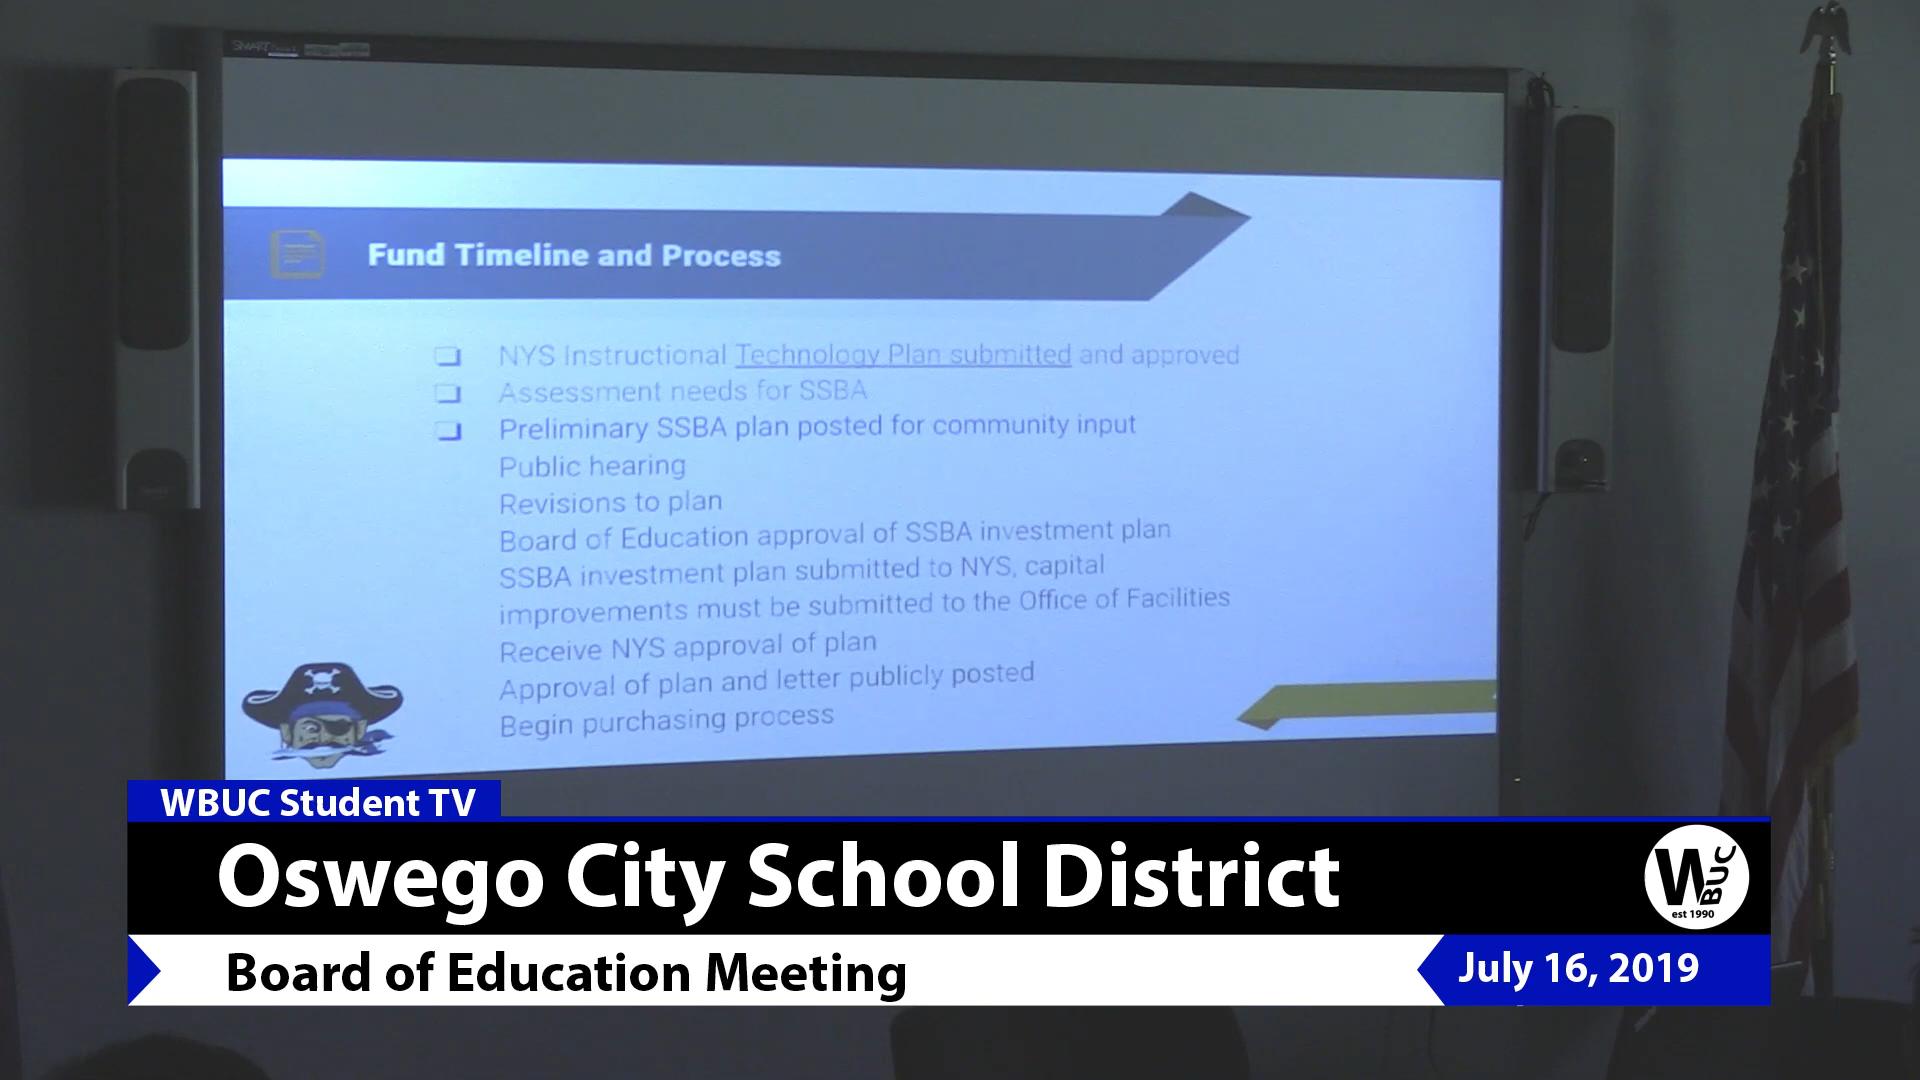 SMART
Fund Timeline and Process
NYS Instructional Technology Plan submitted and approved
Assessment needs for SSBA
Preliminary SSBA plan posted for community input
Public hearing
Revisions to plan
Board of Education approval of SSBA investment plan
SSBA investment plan submitted to NYS, capital
improvements must be submitted to the Office of Facilities
Receive NYS approval of plan
Approval of plan and letter publicly posted
Begin purchasing process
WBUC Student TV
Oswego City School District
WBUC
est 1990
Board of Education Meeting
July 16, 2019